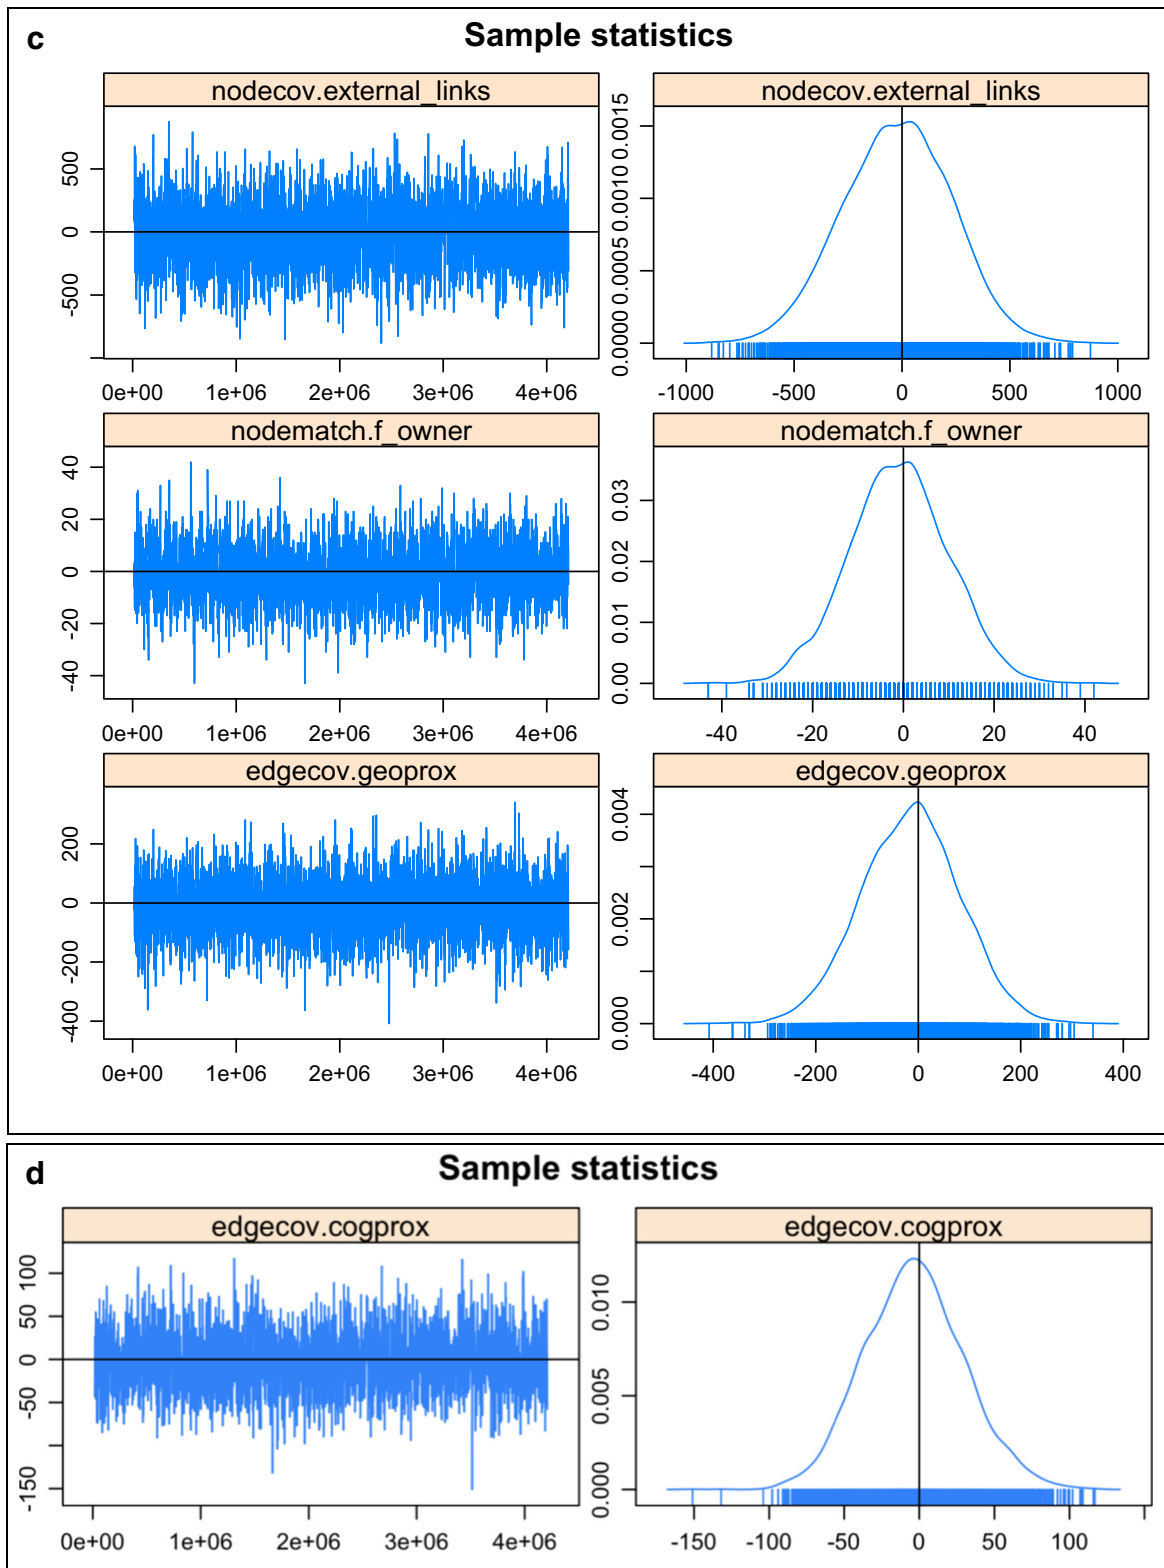 c
Sample statistics
nodecov.external_links
nodecov.external_links
500
0
-500
0e+00 1e+06 2e+06 3e+06 4e+06
0.0015
0.0010
0.0005
0.0000
-1000 -500 0 500 1000
nodematch.f_owner
nodematch.f_owner
40
20
0
-20
-40
0e+00 1e+06 2e+06 3e+06 4e+06
0.03
0.02
0.01
0.00
-40 -20 0 20 40
edgecov.geoprox
edgecov.geoprox
200
0
-200
-400
0e+00 1e+06 2e+06 3e+06 4e+06
0.004
0.002
0.000
-400 -200 0 200 400
d
Sample statistics
edgecov.cogprox
edgecov.cogprox
100
50
0
-50
-150
0e+00 1e+06 2e+06 3e+06 4e+06
0.010
0.005
0.000
-150 -100 -50 0 50 100